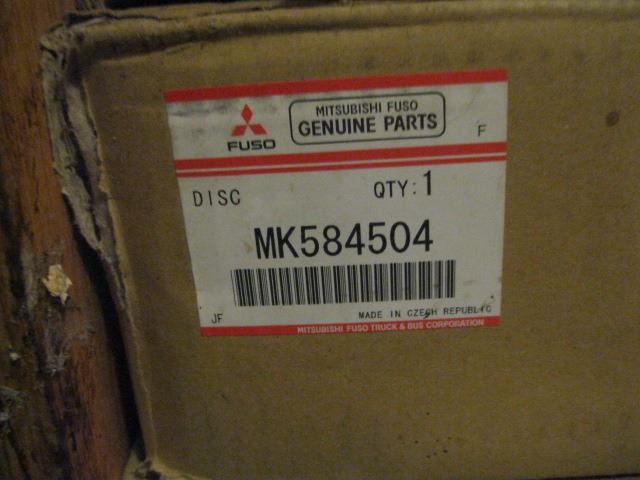 MITSUBISHI FUSO
GENUINE PARTS
FUSO
F
DISC
QTY:1
MK584504
JF
MADE IN CZECH REPUBLIC
MITSUBISHI FUSO TRUCK & BUS CORPORATION